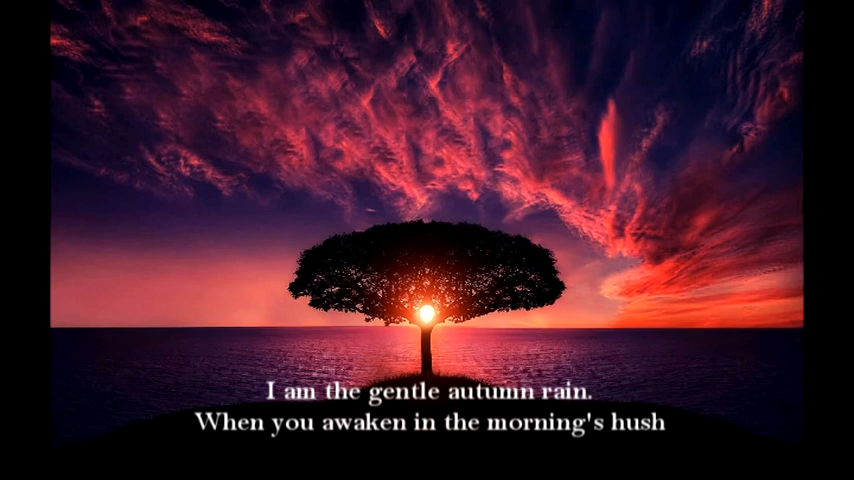 I am the gentle autumn rain.
When you awaken in the morning's hush